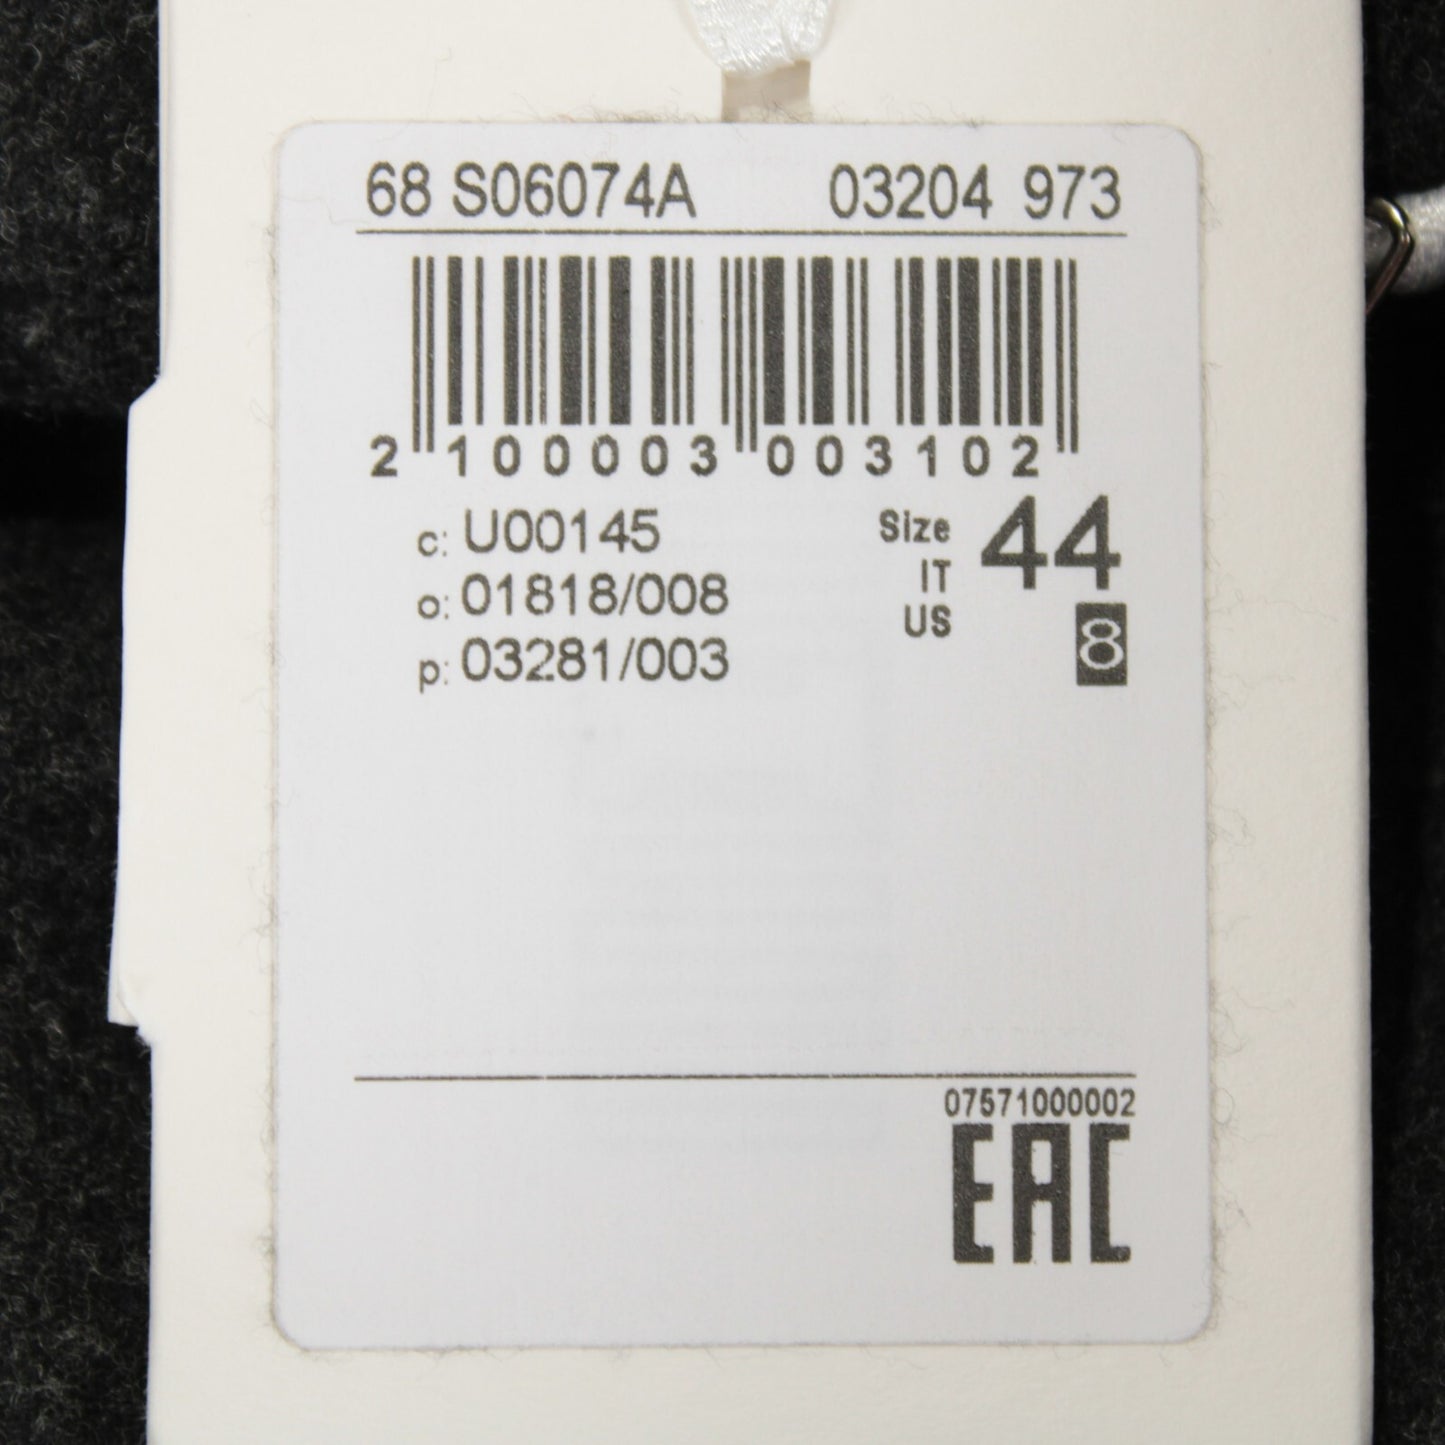 68 S06074A 03204 973
2 100003 003102
c: U00145
o: 01818/008
p: 03281/003
Size
IT 44
US 8
07571000002
EAC